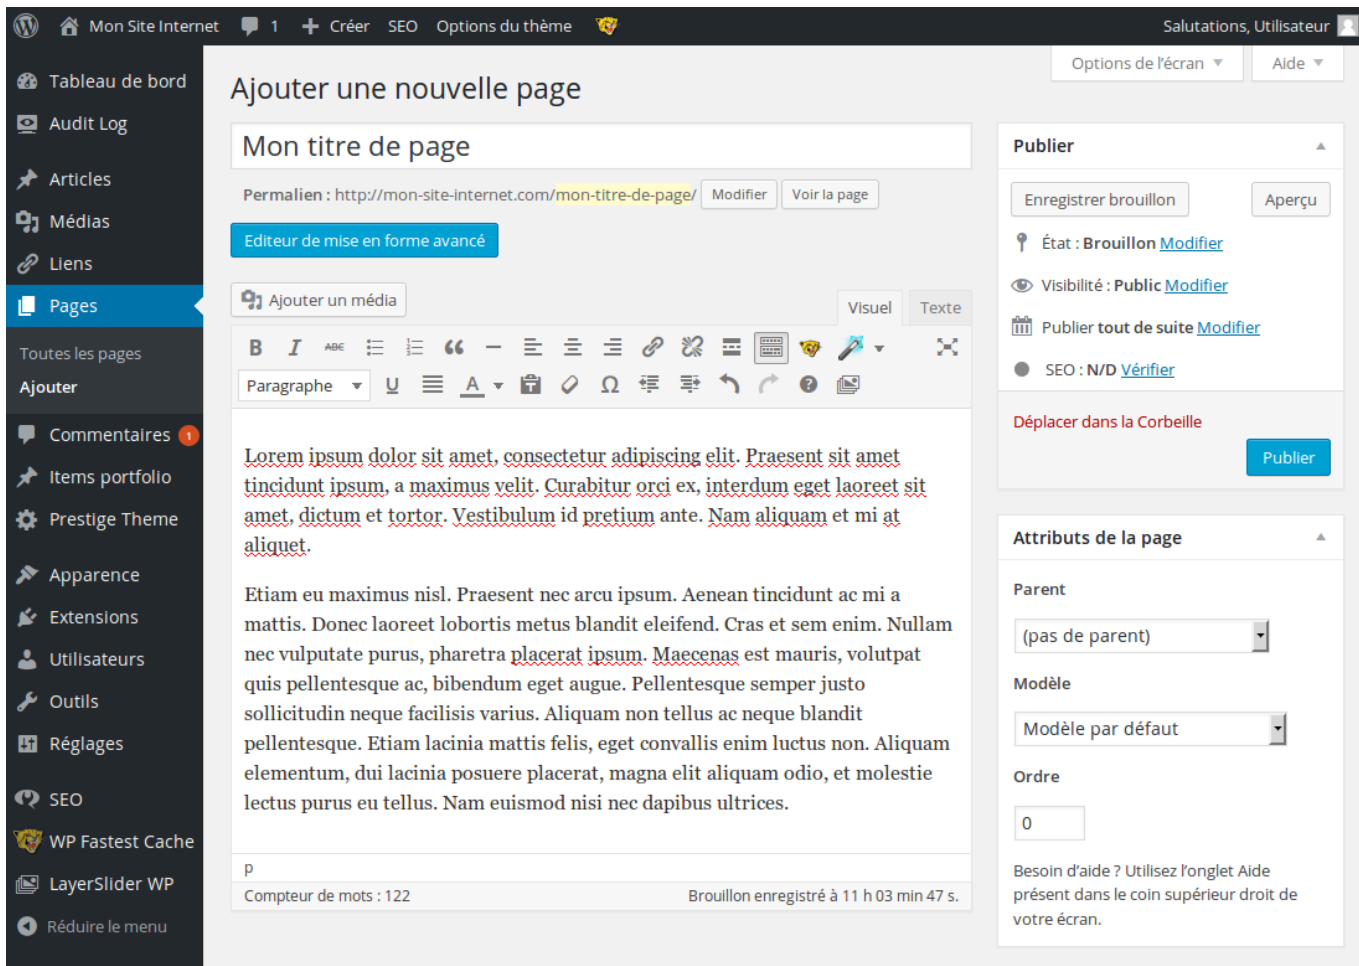 Mon Site Internet 1 Créer SEO Options du thème Salutations, Utilisateur
Options de l'écran Aide
Tableau de bord
Audit Log
Articles
Médias
Liens
Pages
Toutes les pages
Ajouter
Commentaires 1
Items portfolio
Prestige Theme
Apparence
Extensions
Utilisateurs
Outils
Réglages
SEO
WP Fastest Cache
LayerSlider WP
Réduire le menu
Ajouter une nouvelle page
Mon titre de page
Permalien : http://mon-site-internet.com/mon-titre-de-page/ Modifier Voir la page
Editeur de mise en forme avancé
Ajouter un média
Visuel Texte
B I ABC
Paragraphe U A
Lorem ipsum dolor sit amet, consectetur adipiscing elit. Praesent sit amet
tincidunt ipsum, a maximus velit. Curabitur orci ex, interdum eget laoreet sit
amet, dictum et tortor. Vestibulum id pretium ante. Nam aliquam et mi at
aliquet.
Etiam eu maximus nisl. Praesent nec arcu ipsum. Aenean tincidunt ac mi a
mattis. Donec laoreet lobortis metus blandit eleifend. Cras et sem enim. Nullam
nec vulputate purus, pharetra placerat ipsum. Maecenas est mauris, volutpat
quis pellentesque ac, bibendum eget augue. Pellentesque semper justo
sollicitudin neque facilisis varius. Aliquam non tellus ac neque blandit
pellentesque. Etiam lacinia mattis felis, eget convallis enim luctus non. Aliquam
elementum, dui lacinia posuere placerat, magna elit aliquam odio, et molestie
lectus purus eu tellus. Nam euismod nisi nec dapibus ultrices.
p
Compteur de mots : 122 Brouillon enregistré à 11 h 03 min 47 s.
Publier
Enregistrer brouillon Aperçu
État : Brouillon Modifier
Visibilité : Public Modifier
Publier tout de suite Modifier
SEO : N/D Vérifier
Déplacer dans la Corbeille
Publier
Attributs de la page
Parent
(pas de parent)
Modèle
Modèle par défaut
Ordre
0
Besoin d'aide ? Utilisez l'onglet Aide
présent dans le coin supérieur droit de
votre écran.